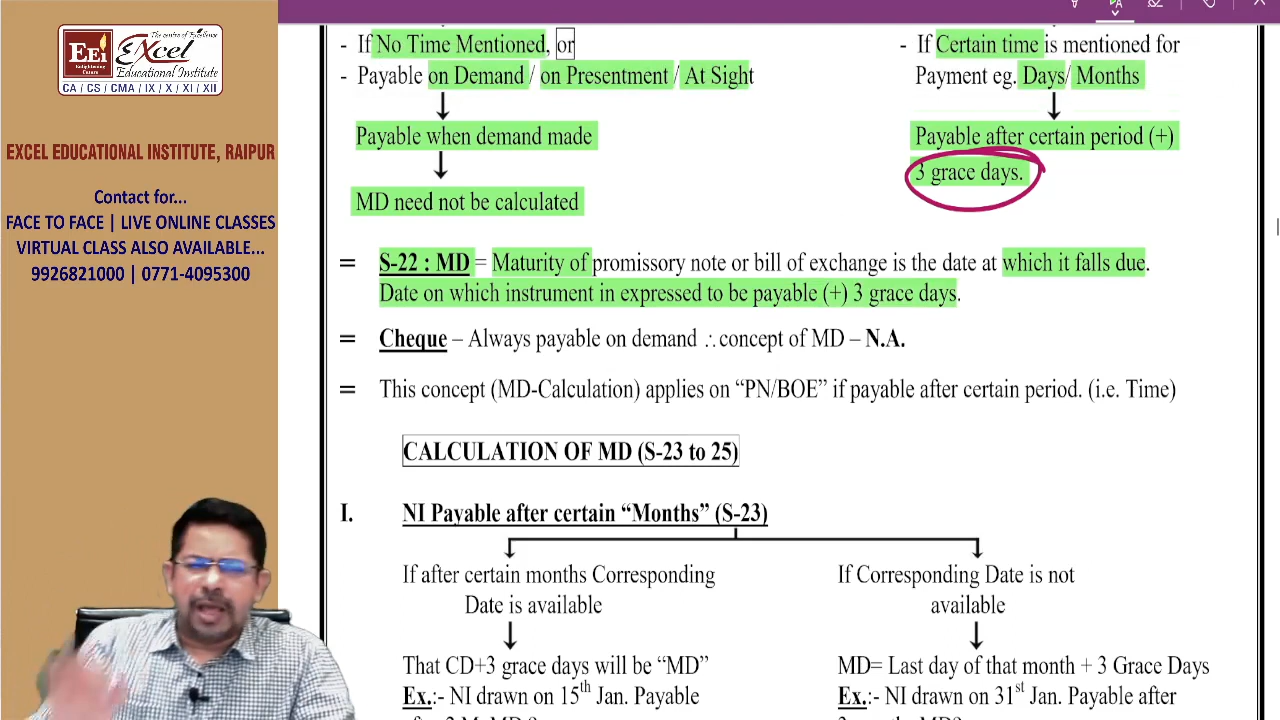 The centre of Excellence
EEi
Enlightening Careers
EXCEL
Educational Institute
CA / CS / CMA / IX / X / XI / XII
EXCEL EDUCATIONAL INSTITUTE, RAIPUR
Contact for...
FACE TO FACE | LIVE ONLINE CLASSES
VIRTUAL CLASS ALSO AVAILABLE...
9926821000 | 0771-4095300
- If No Time Mentioned, or
- Payable on Demand / on Presentment / At Sight
Payable when demand made
MD need not be calculated
- If Certain time is mentioned for
Payment eg. Days/ Months
Payable after certain period (+)
3 grace days.
= S-22 : MD = Maturity of promissory note or bill of exchange is the date at which it falls due.
Date on which instrument in expressed to be payable (+) 3 grace days.
= Cheque – Always payable on demand ∴ concept of MD – N.A.
= This concept (MD-Calculation) applies on “PN/BOE” if payable after certain period. (i.e. Time)
CALCULATION OF MD (S-23 to 25)
I. NI Payable after certain “Months” (S-23)
If after certain months Corresponding
Date is available
That CD+3 grace days will be “MD”
Ex.:- NI drawn on 15th Jan. Payable
If Corresponding Date is not
available
MD= Last day of that month + 3 Grace Days
Ex.:- NI drawn on 31st Jan. Payable after